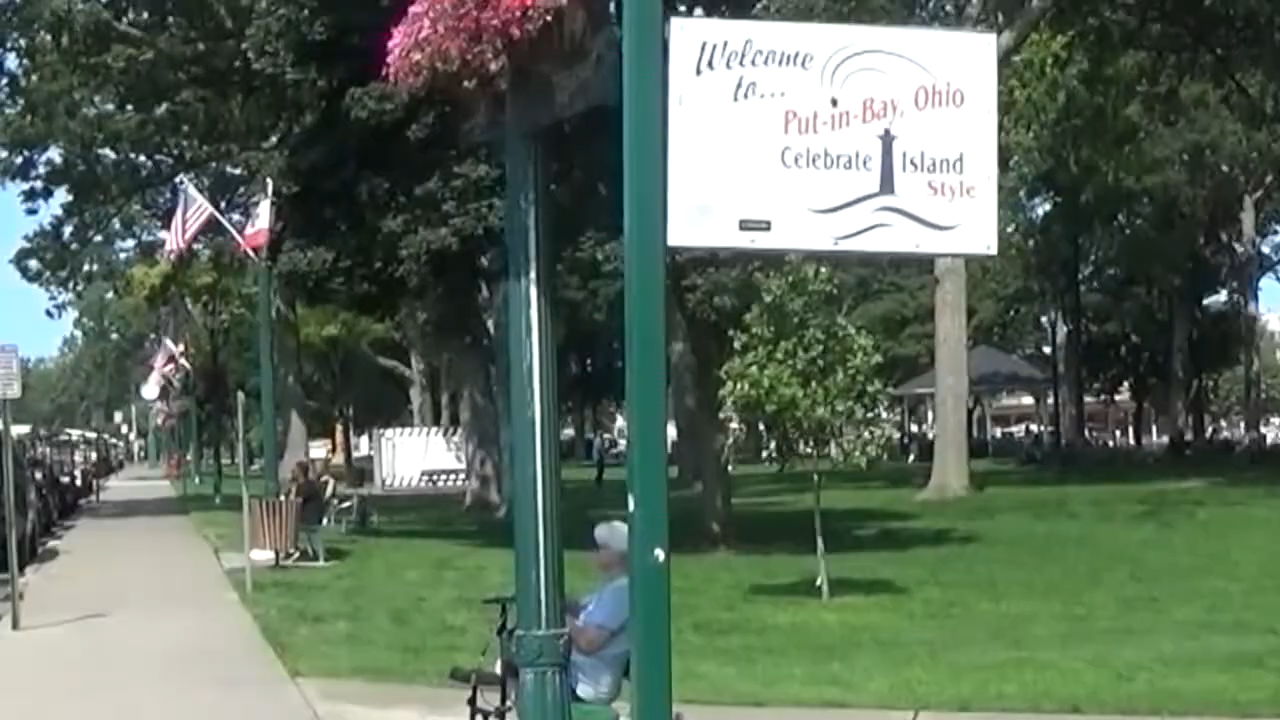 Welcome
to...
Put-in-Bay, Ohio
Celebrate Island
Style